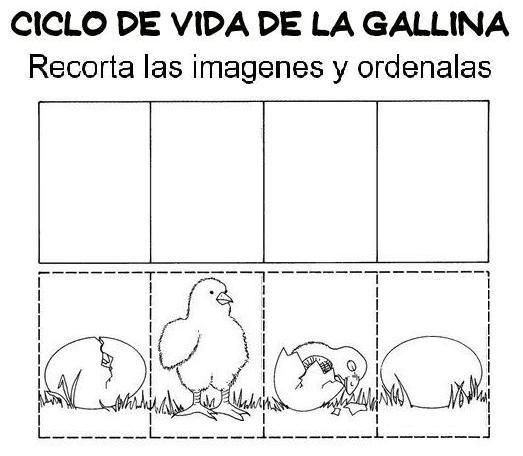 CICLO DE VIDA DE LA GALLINA
Recorta las imagenes y ordenalas